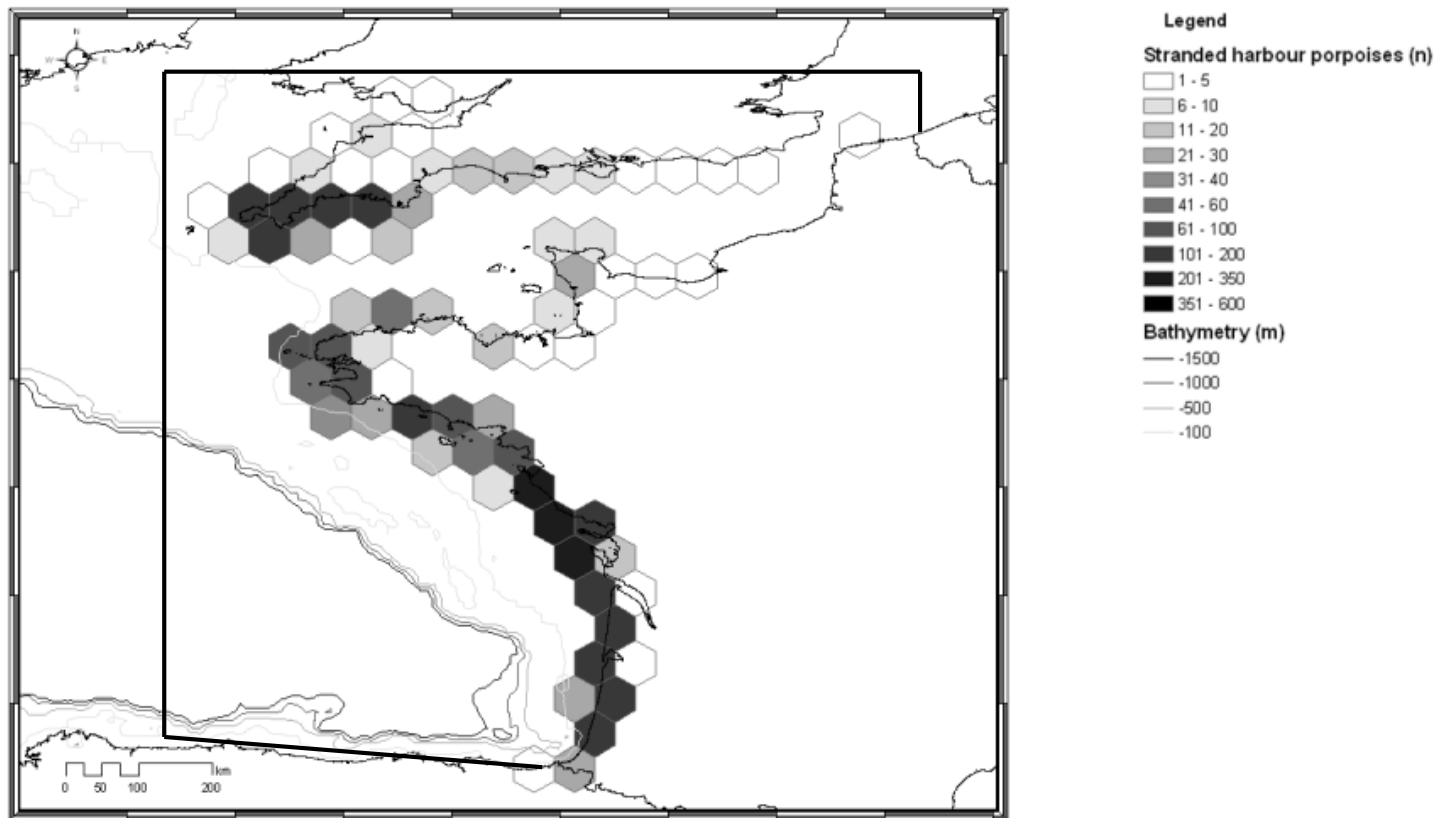 N
W E
S
0 50 100 200
km
Legend
Stranded harbour porpoises (n)
1 - 5
6 - 10
11 - 20
21 - 30
31 - 40
41 - 60
61 - 100
101 - 200
201 - 350
351 - 600
Bathymetry (m)
-1500
-1000
-500
-100